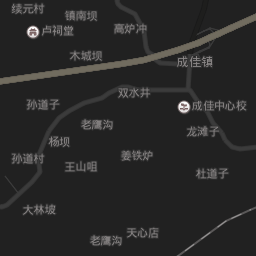 续元村
镇南坝
卢祠堂
高炉冲
木城坝
成佳镇
双水井
孙道子
成佳中心校
老鹰沟
龙滩子
杨坝
孙道村
姜铁炉
王山咀
杜道子
大林坡
天心店
老鹰沟